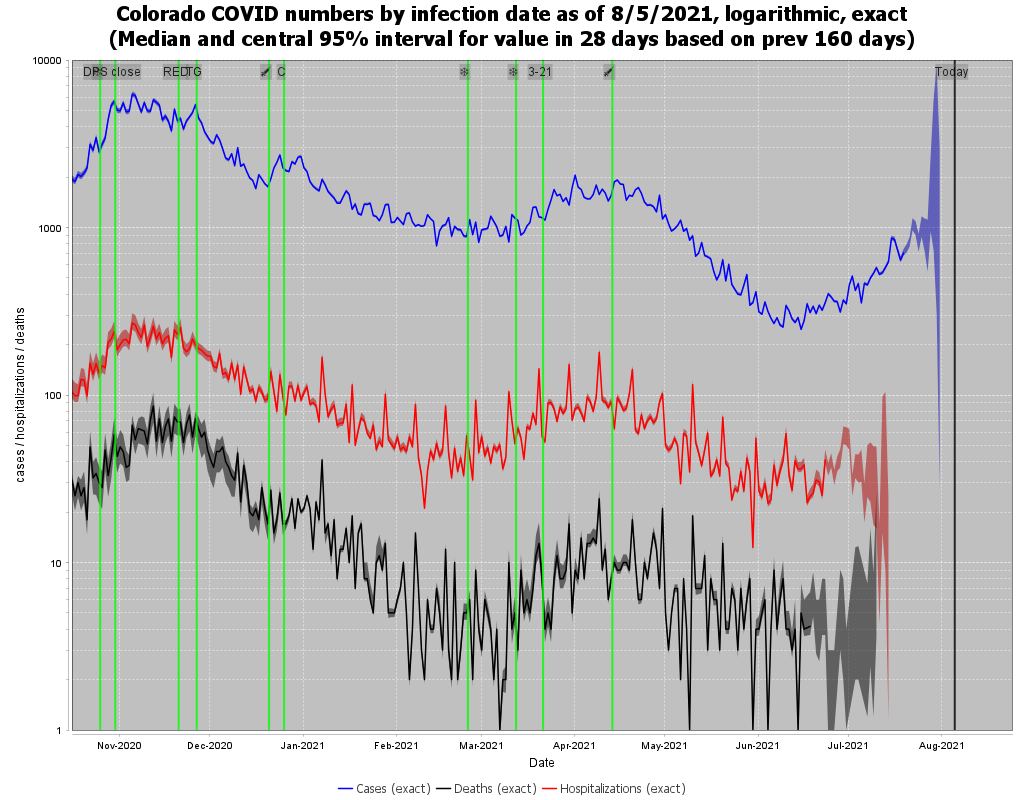 Colorado COVID numbers by infection date as of 8/5/2021, logarithmic, exact
(Median and central 95% interval for value in 28 days based on prev 160 days)
10000
1000
100
10
1
cases / hospitalizations / deaths
close
TG
C
3-21
Today
Nov-2020
Dec-2020
Jan-2021
Feb-2021
Mar-2021
Apr-2021
May-2021
Jun-2021
Jul-2021
Aug-2021
Date
Cases (exact)
Deaths (exact)
Hospitalizations (exact)